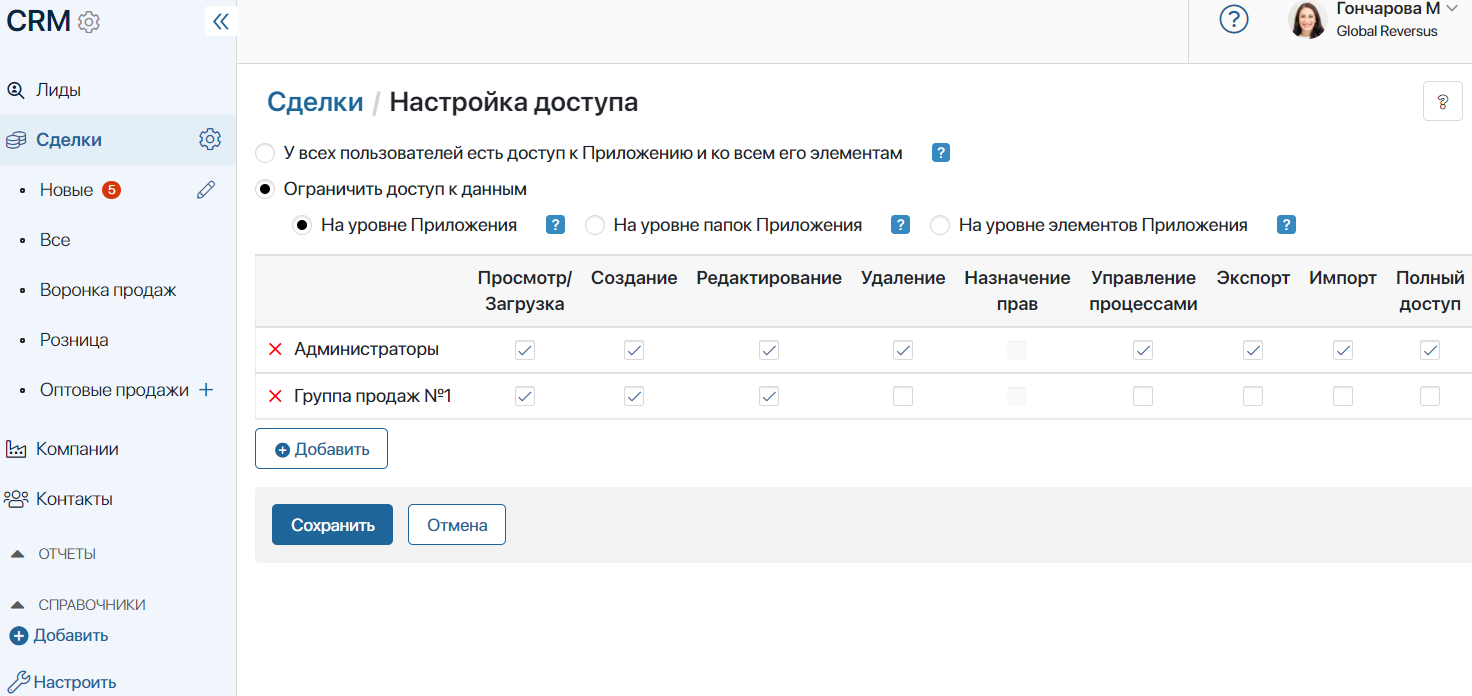 CRM
Гончарова М
Global Reversus
Лиды
Сделки
Новые 5
Все
Воронка продаж
Розница
Оптовые продажи
Компании
Контакты
ОТЧЕТЫ
СПРАВОЧНИКИ
Добавить
Настроить
Сделки / Настройка доступа
?
У всех пользователей есть доступ к Приложению и ко всем его элементам ?
Ограничить доступ к данным
На уровне Приложения ? На уровне папок Приложения ? На уровне элементов Приложения ?
Просмотр/ Создание Редактирование Удаление Назначение Управление Экспорт Импорт Полный
Загрузка прав процессами доступ
Администраторы
Группа продаж №1
Добавить
Сохранить Отмена